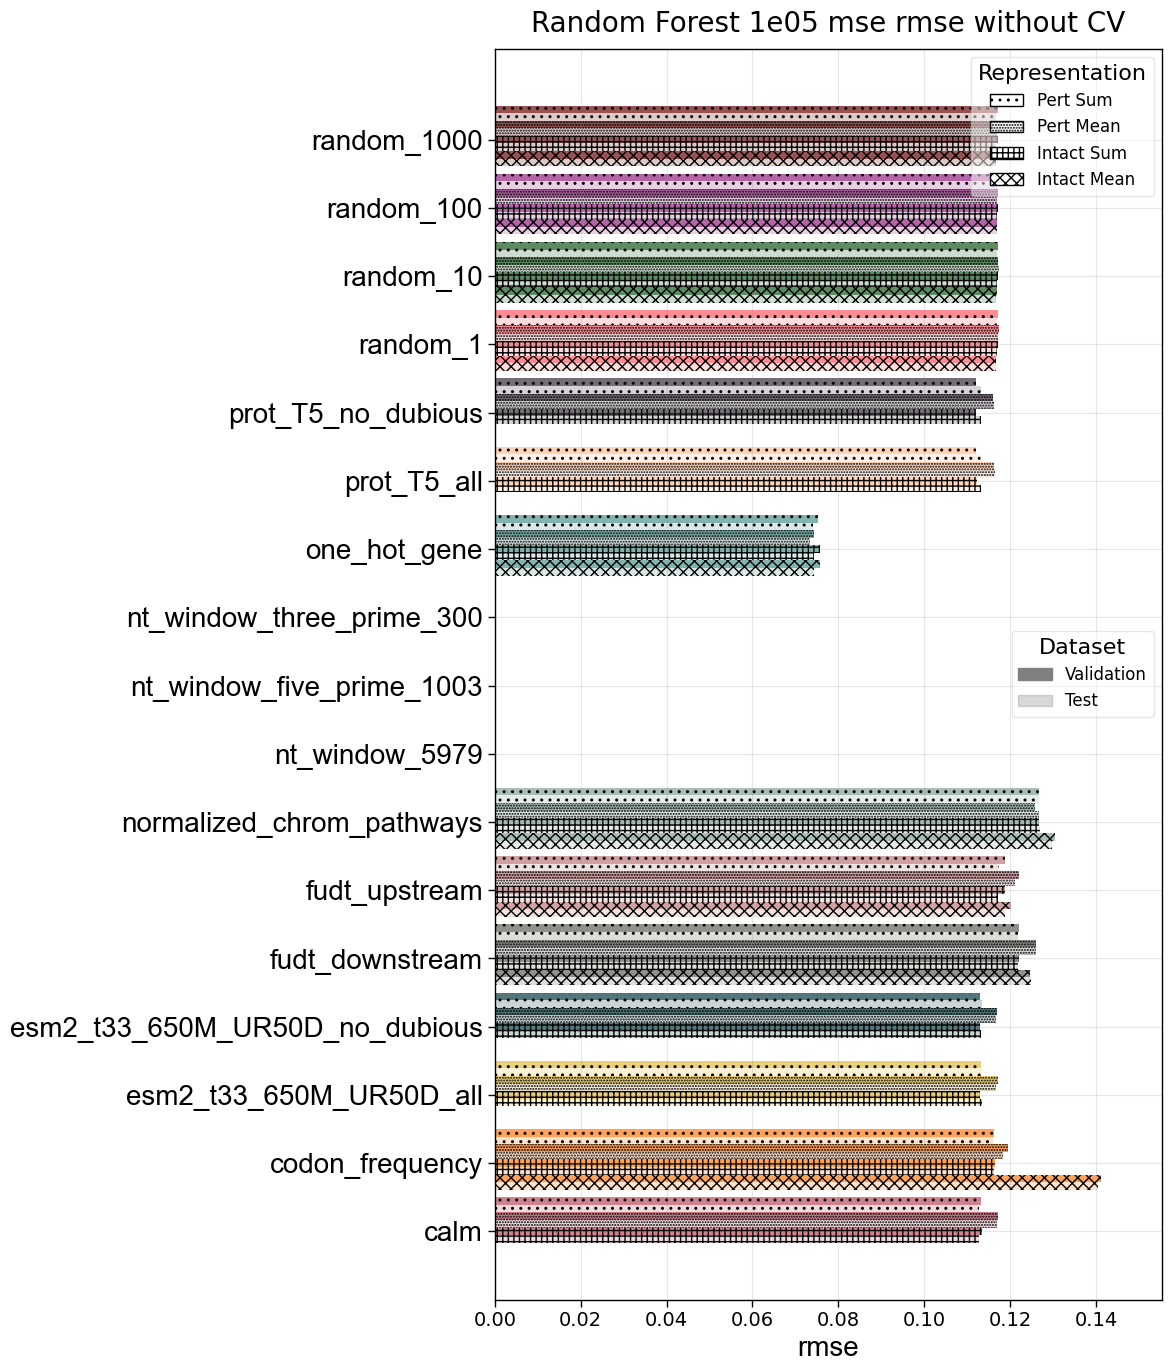 Random Forest 1e05 mse rmse without CV
Representation
Pert Sum
Pert Mean
Intact Sum
Intact Mean
random_1000
random_100
random_10
random_1
prot_T5_no_dubious
prot_T5_all
one_hot_gene
nt_window_three_prime_300
Dataset
Validation
Test
nt_window_five_prime_1003
nt_window_5979
normalized_chrom_pathways
fudt_upstream
fudt_downstream
esm2_t33_650M_UR50D_no_dubious
esm2_t33_650M_UR50D_all
codon_frequency
calm
0.00 0.02 0.04 0.06 0.08 0.10 0.12 0.14
rmse